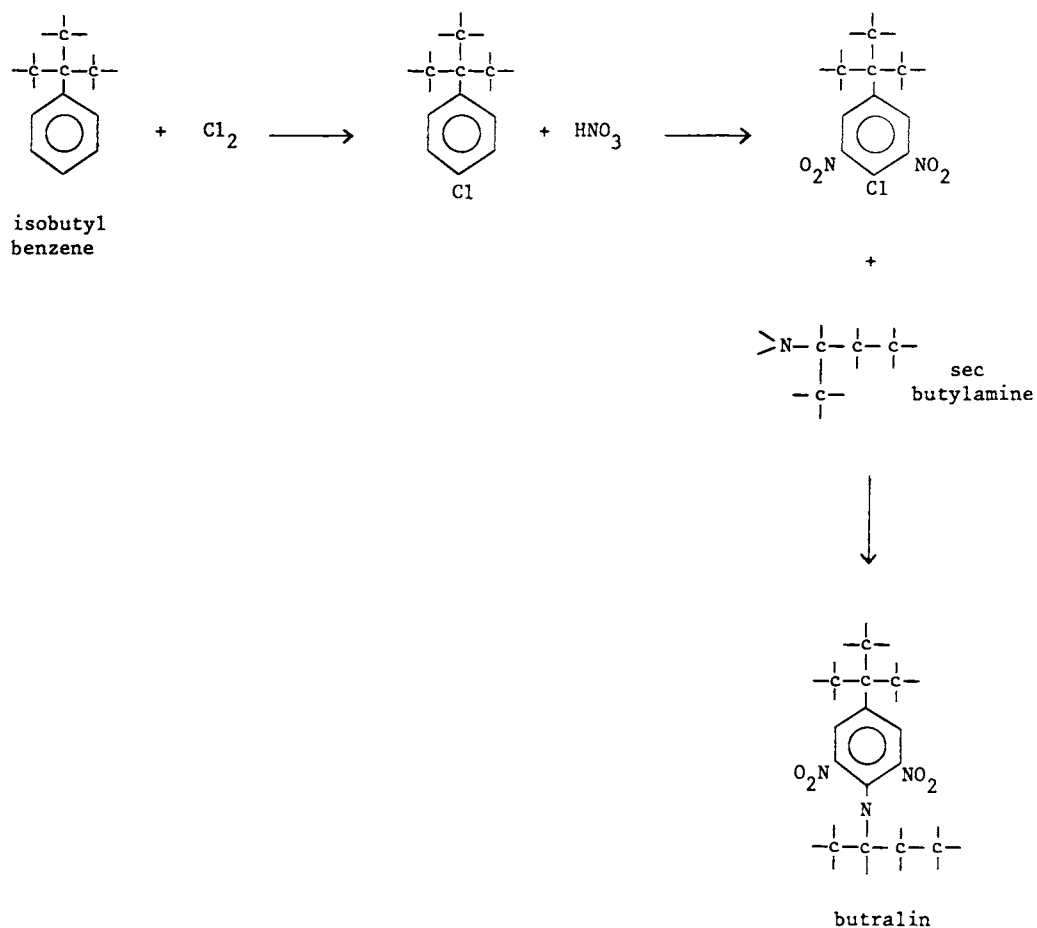 C
C C C
+ Cl2
isobutyl
benzene
C
C C C
Cl
+ HNO3
C
C C C
O2N NO2
Cl
+
N C C C
C
sec
butylamine
C
C C C
O2N NO2
N
C C C C
butralin